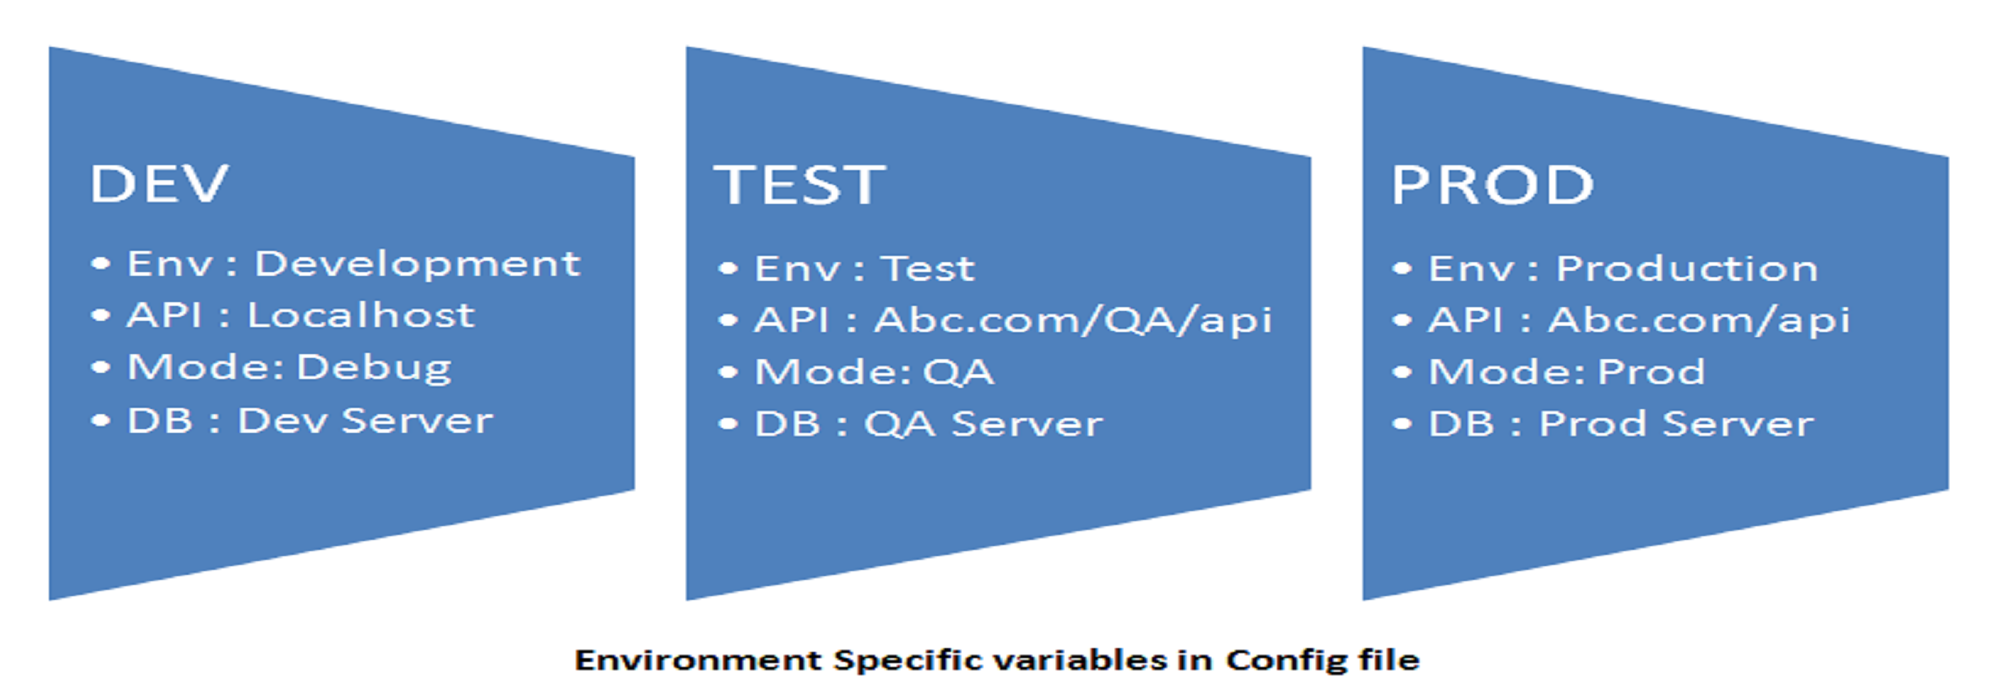 DEV
• Env : Development
• API : Localhost
• Mode: Debug
• DB : Dev Server
TEST
• Env : Test
• API : Abc.com/QA/api
• Mode: QA
• DB : QA Server
PROD
• Env : Production
• API : Abc.com/api
• Mode: Prod
• DB : Prod Server
Environment Specific variables in Config file